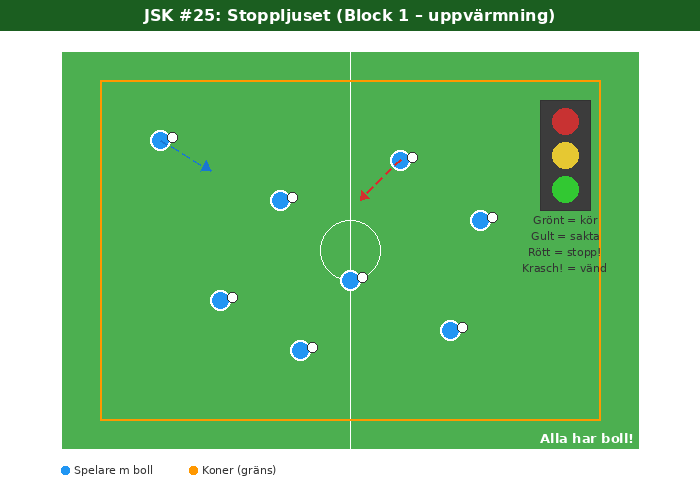 JSK #25: Stoppljuset (Block 1 – uppvärmning)
Grönt = kör
Gult = sakta
Rött = stopp!
Krasch! = vänd
Alla har boll!
Spelare m boll
Koner (gräns)